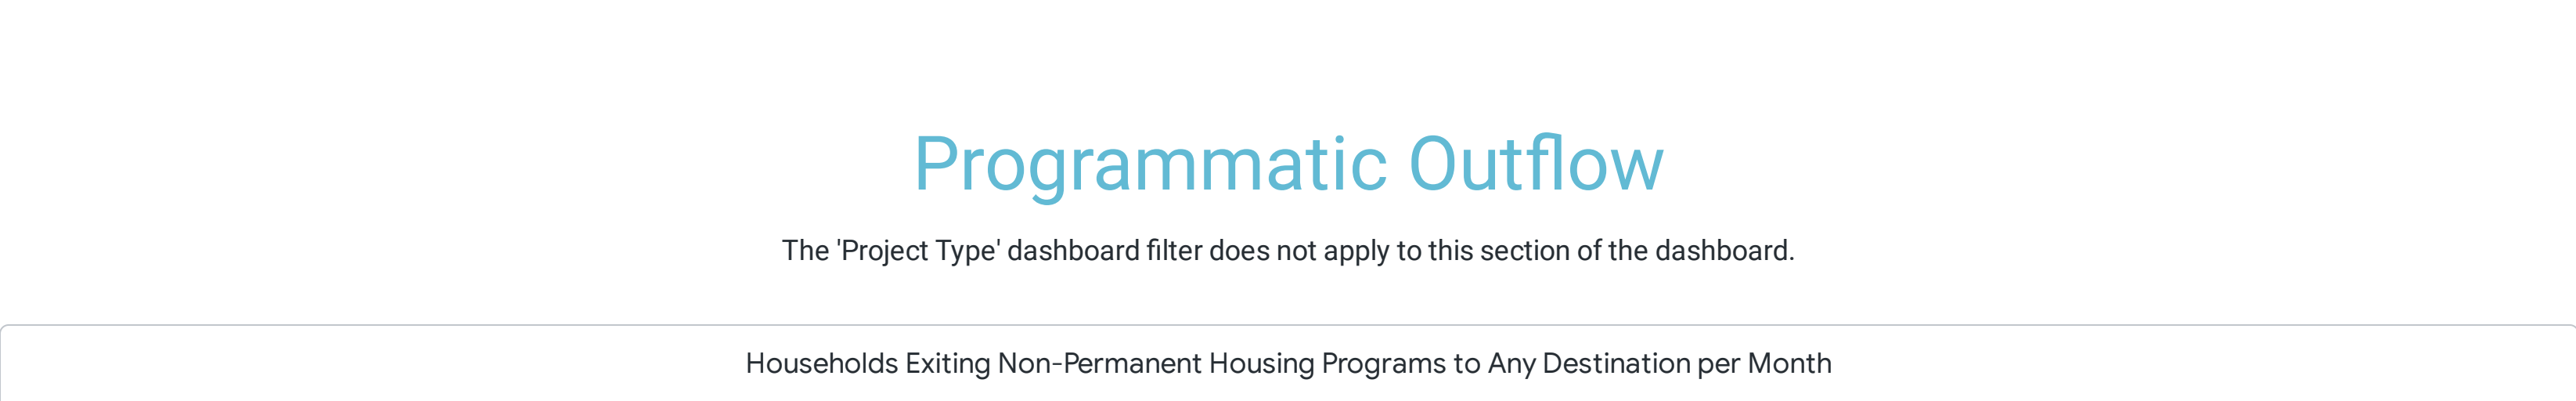 Programmatic Outflow
The 'Project Type' dashboard filter does not apply to this section of the dashboard.
Households Exiting Non-Permanent Housing Programs to Any Destination per Month